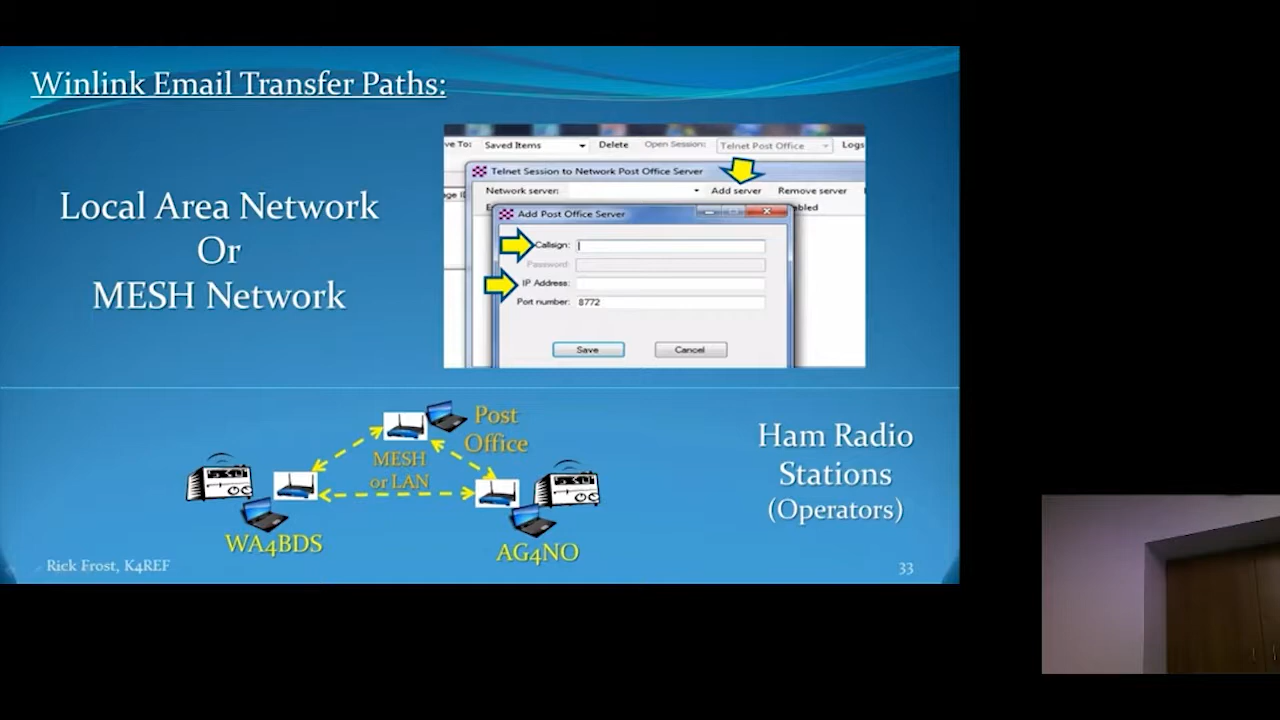 Winlink Email Transfer Paths:
Local Area Network
Or
MESH Network
ve To: Saved Items Delete Open Session: Telnet Post Office Logs
Telnet Session to Network Post Office Server
Network server: Add server Remove server
Add Post Office Server
Callsign:
Password:
IP Address:
Port number: 8772
Save Cancel
Post
Office
MESH
or LAN
WA4BDS
AG4NO
Ham Radio
Stations
(Operators)
Rick Frost, K4REF
33